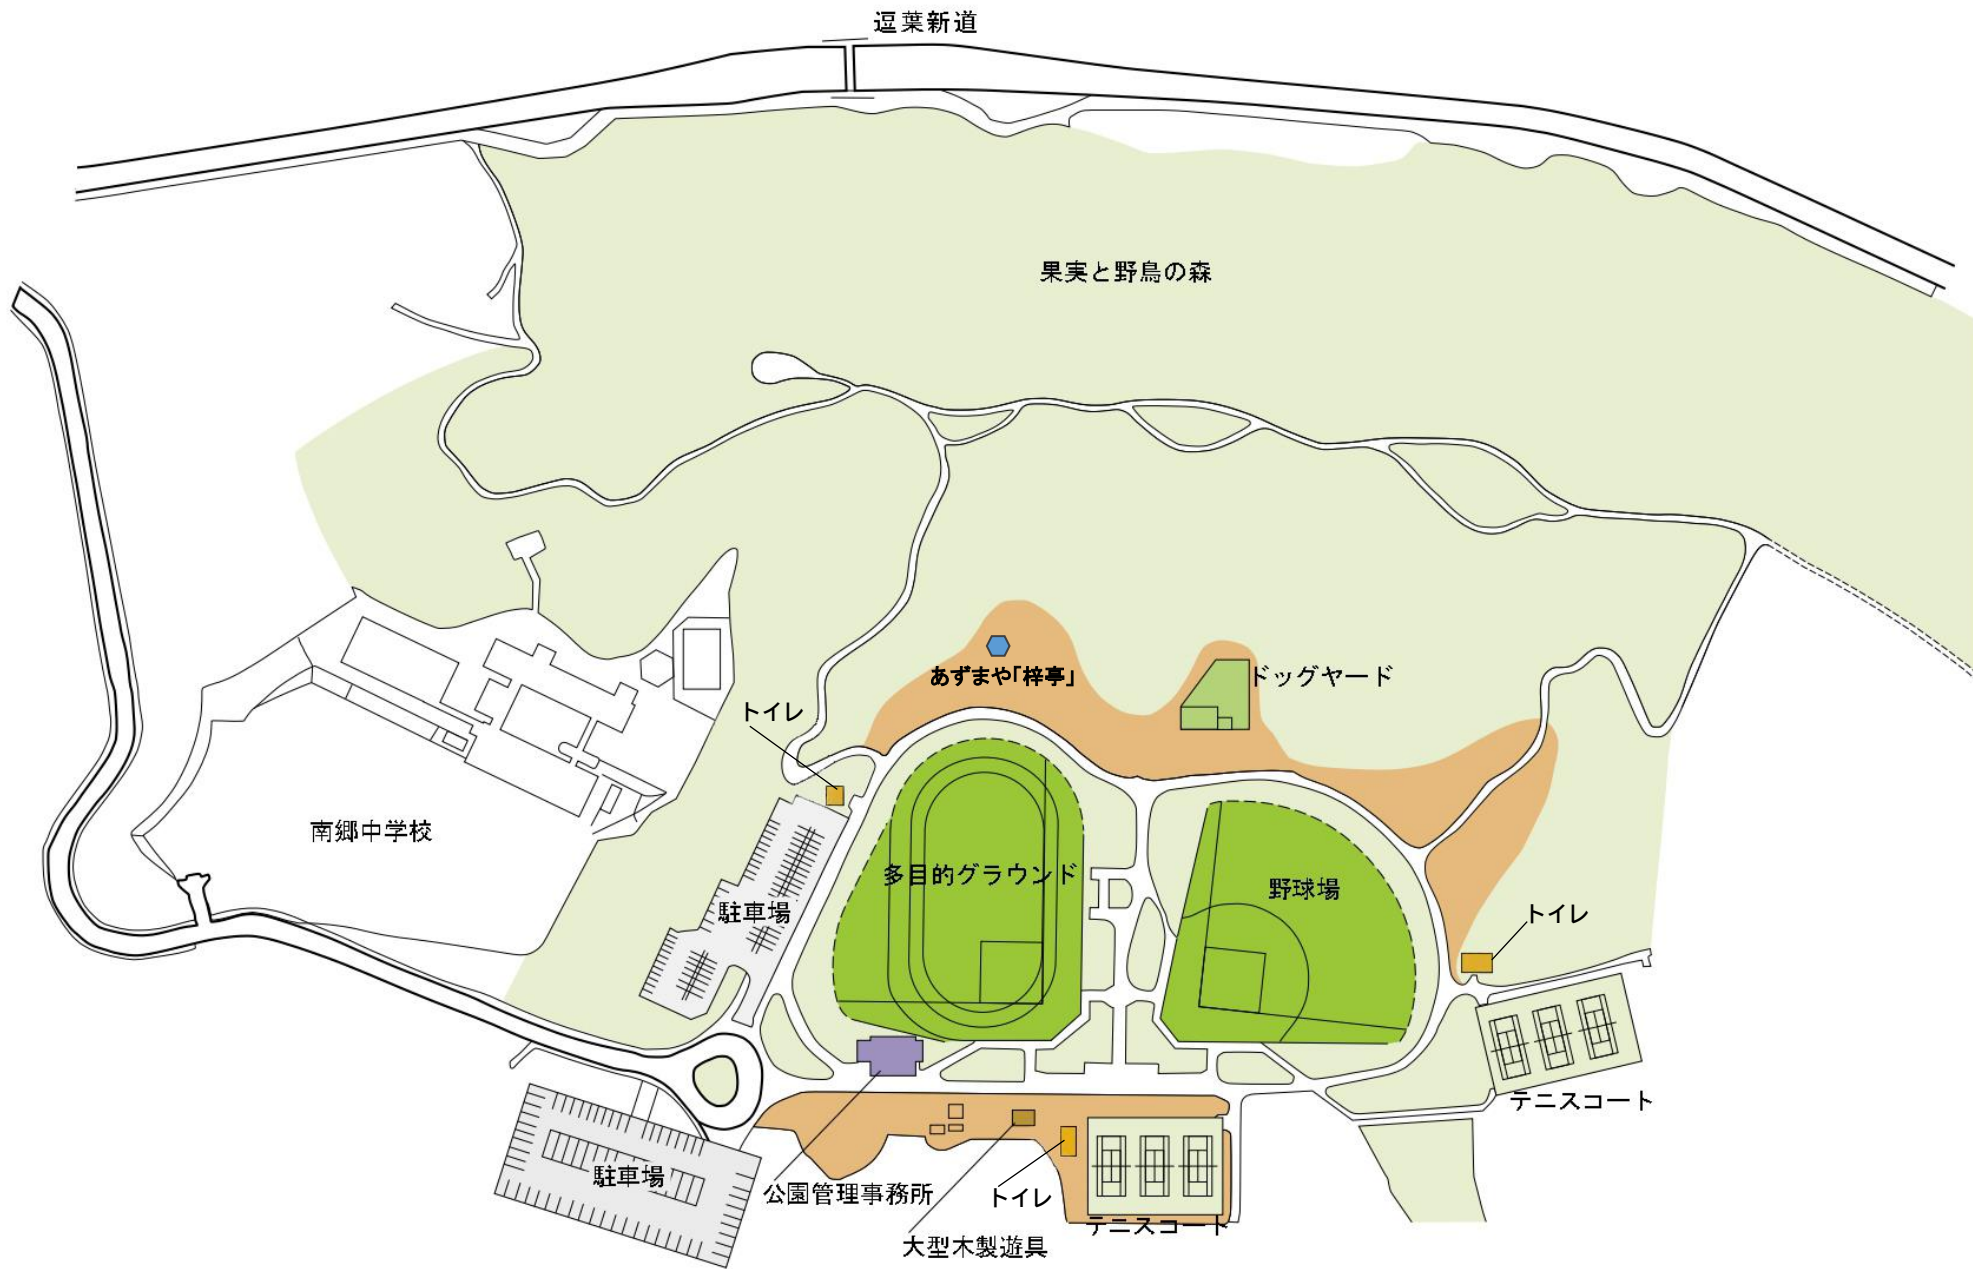 逗葉新道
果実と野鳥の森
あずまや「梓亭」
ドッグヤード
トイレ
南郷中学校
多目的グラウンド
野球場
駐車場
トイレ
テニスコート
駐車場
公園管理事務所
トイレ
テニスコート
大型木製遊具